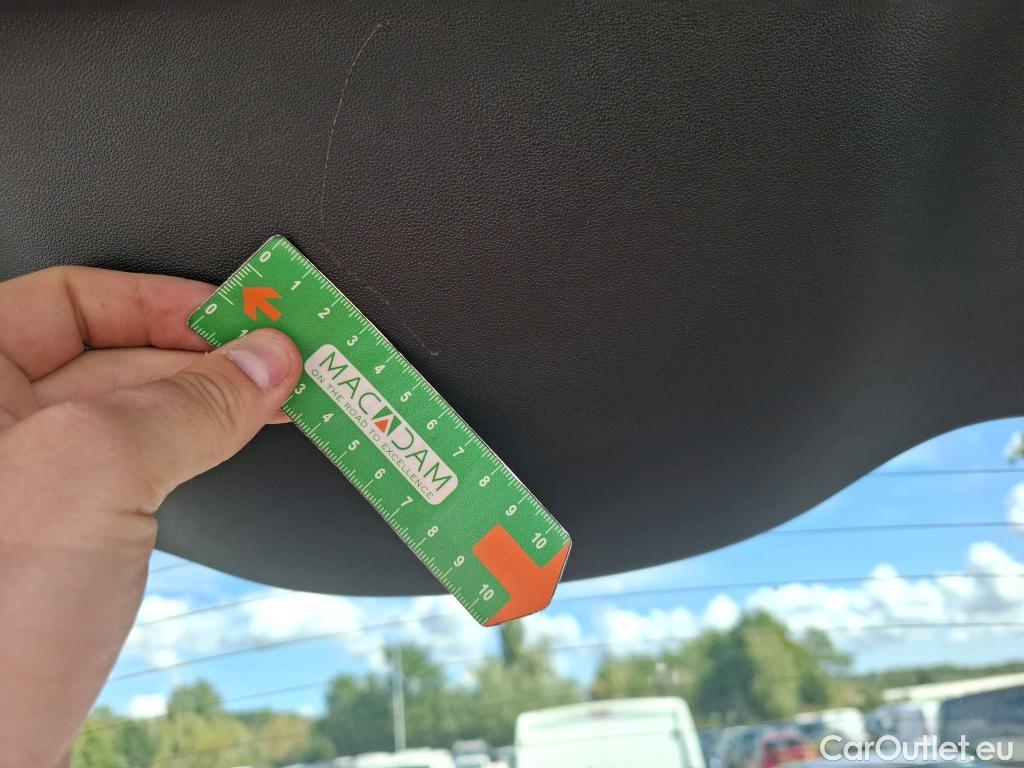 0 1 2 3 4 5 6 7 8 9 10
MACADAM
ON THE ROAD TO EXCELLENCE
0 1 3 4 5 6 7 8 9 10
CarOutlet.eu